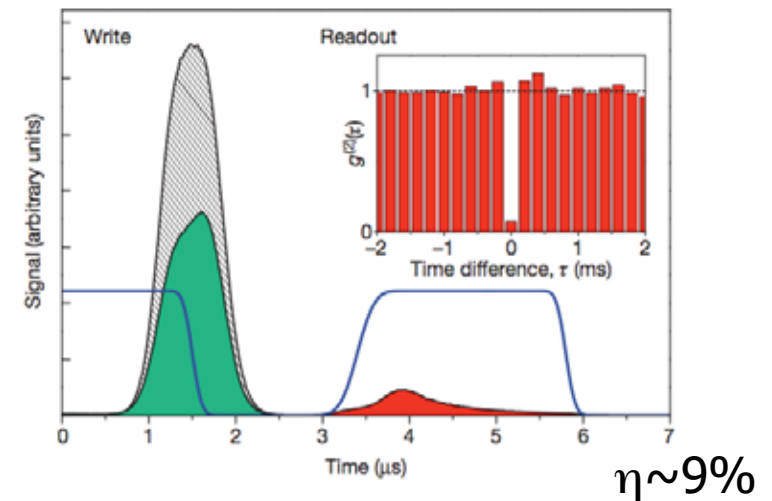 Write
Readout
Signal (arbitrary units)
g(2)(τ)
1
0
−2 −1 0 1 2
Time difference, τ (ms)
0 1 2 3 4 5 6 7
Time (μs)
η~9%